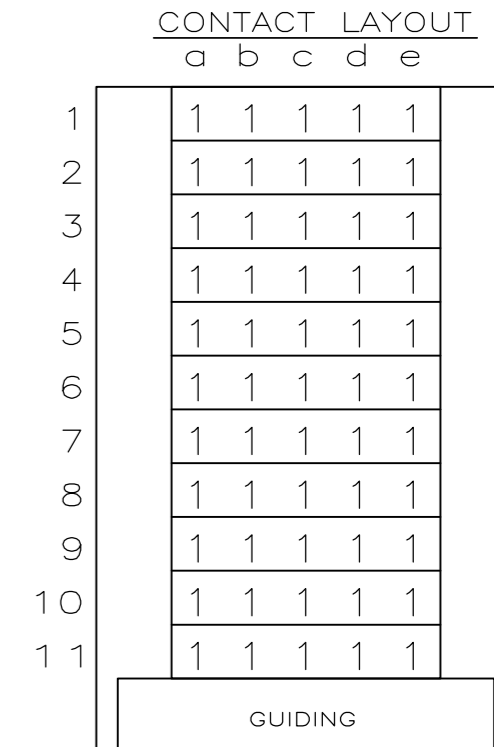 CONTACT LAYOUT
a b c d e
1 1 1 1 1 1
2 1 1 1 1 1
3 1 1 1 1 1
4 1 1 1 1 1
5 1 1 1 1 1
6 1 1 1 1 1
7 1 1 1 1 1
8 1 1 1 1 1
9 1 1 1 1 1
10 1 1 1 1 1
11 1 1 1 1 1
GUIDING